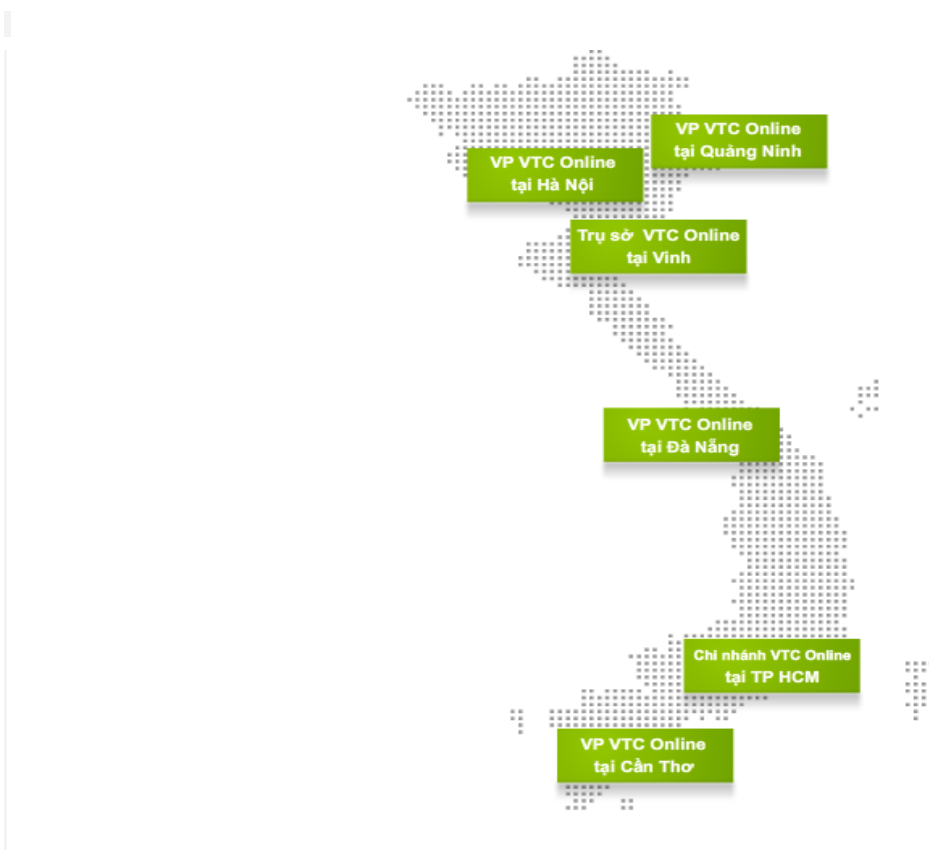 VP VTC Online
tại Quảng Ninh
VP VTC Online
tại Hà Nội
Trụ sở VTC Online
tại Vinh
VP VTC Online
tại Đà Nẵng
Chi nhánh VTC Online
tại TP HCM
VP VTC Online
tại Cần Thơ